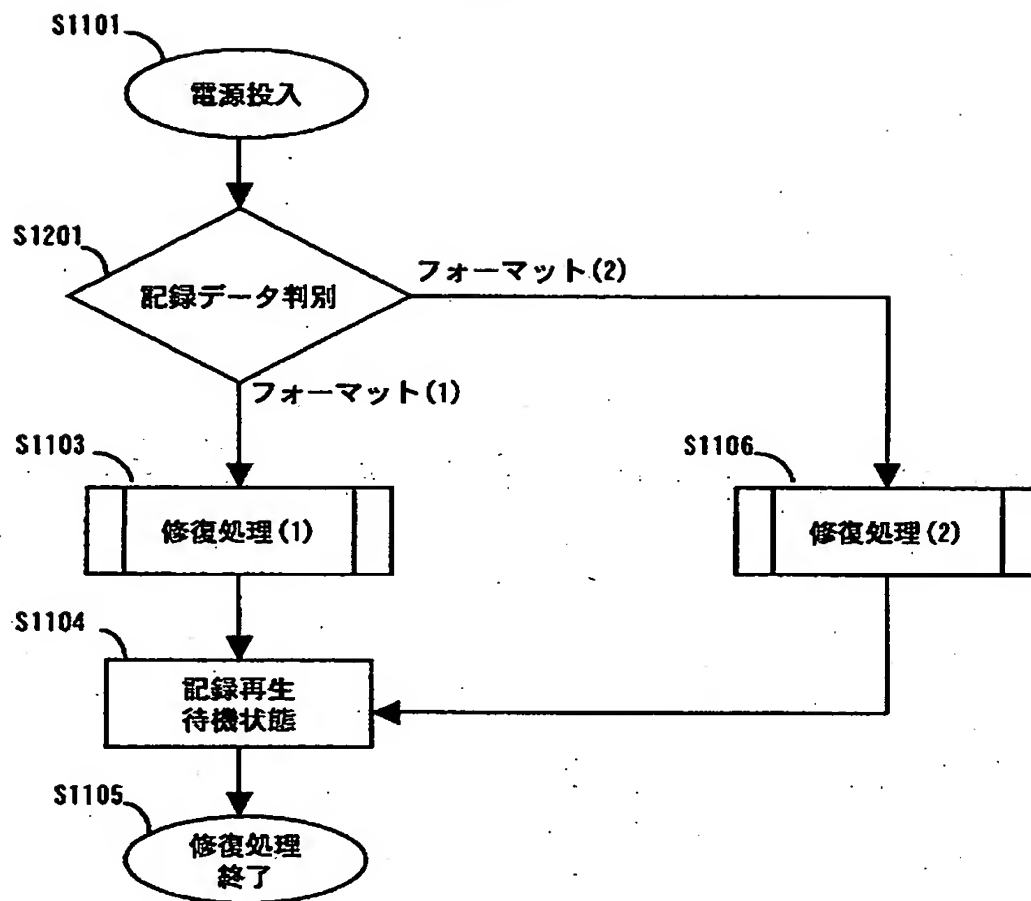 S1101
電源投入
S1201
記録データ判別
フォーマット(2)
フォーマット(1)
S1103
修復処理(1)
S1106
修復処理(2)
S1104
記録再生
待機状態
S1105
修復処理
終了